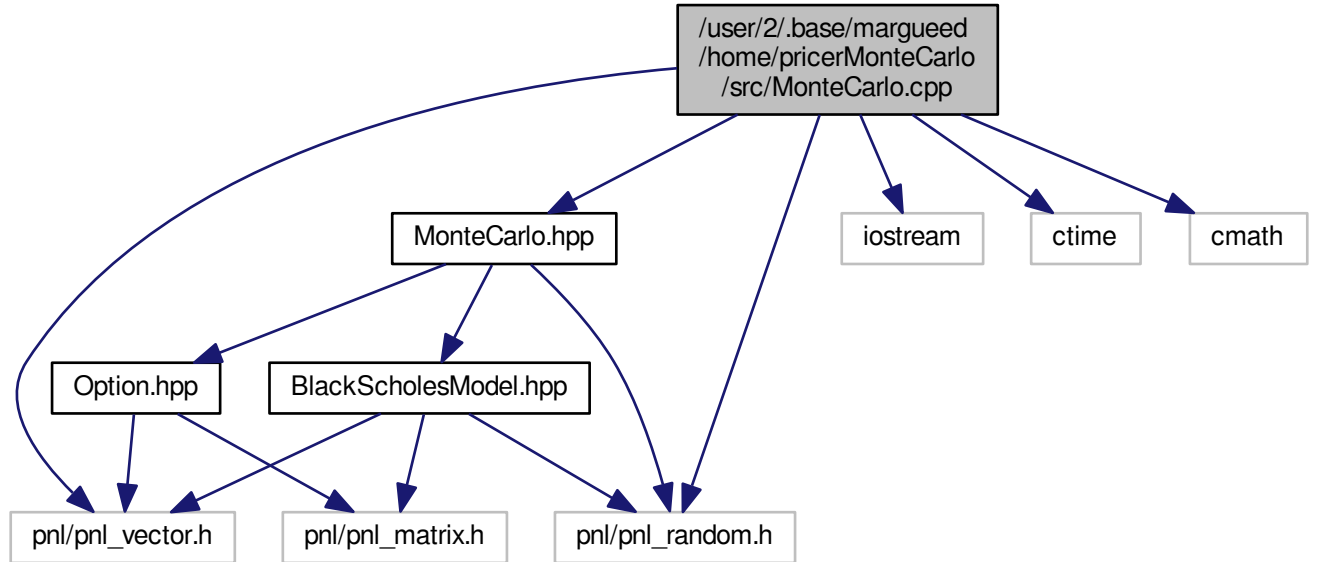 /user/2/.base/margueed
/home/pricerMonteCarlo
/src/MonteCarlo.cpp
MonteCarlo.hpp
iostream
ctime
cmath
Option.hpp
BlackScholesModel.hpp
pnl/pnl_vector.h
pnl/pnl_matrix.h
pnl/pnl_random.h